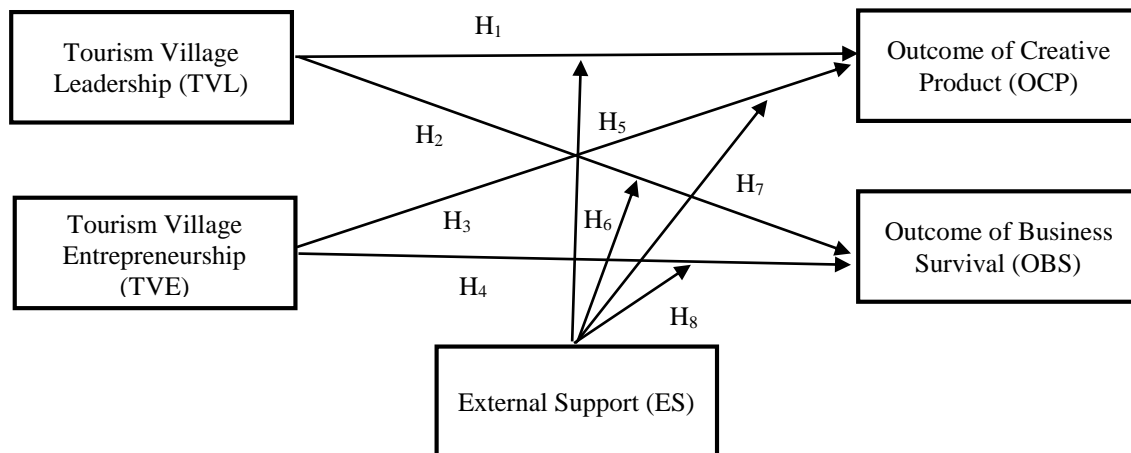 Tourism Village
Leadership (TVL)
H₁
Outcome of Creative
Product (OCP)
H₂
H₅
H₇
Tourism Village
Entrepreneurship
(TVE)
H₃
H₆
Outcome of Business
Survival (OBS)
H₄
H₈
External Support (ES)